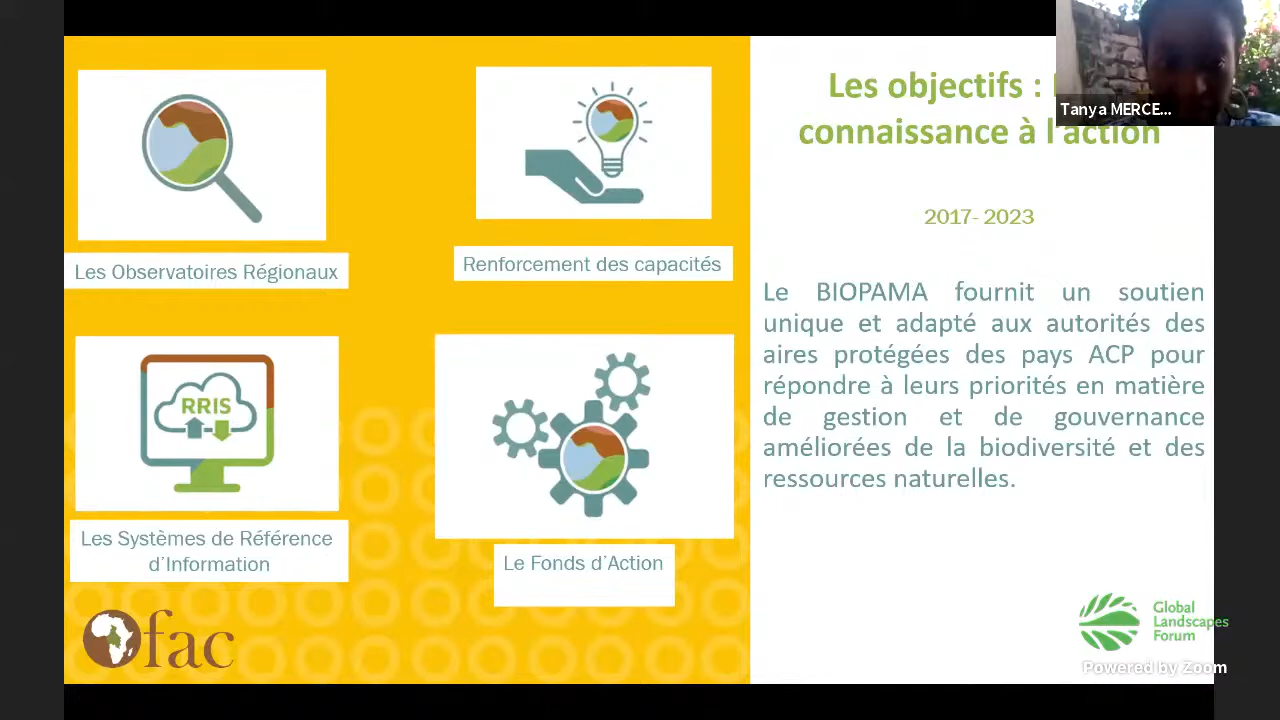 Les objectifs :
connaissance à l'action
Tanya MERCE...
2017- 2023
Les Observatoires Régionaux
Renforcement des capacités
RRIS
Les Systèmes de Référence
d'Information
Le Fonds d'Action
Le BIOPAMA fournit un soutien
unique et adapté aux autorités des
aires protégées des pays ACP pour
répondre à leurs priorités en matière
de gestion et de gouvernance
améliorées de la biodiversité et des
ressources naturelles.
Ofac
Global
Landscapes
Forum
Powered by Zoom